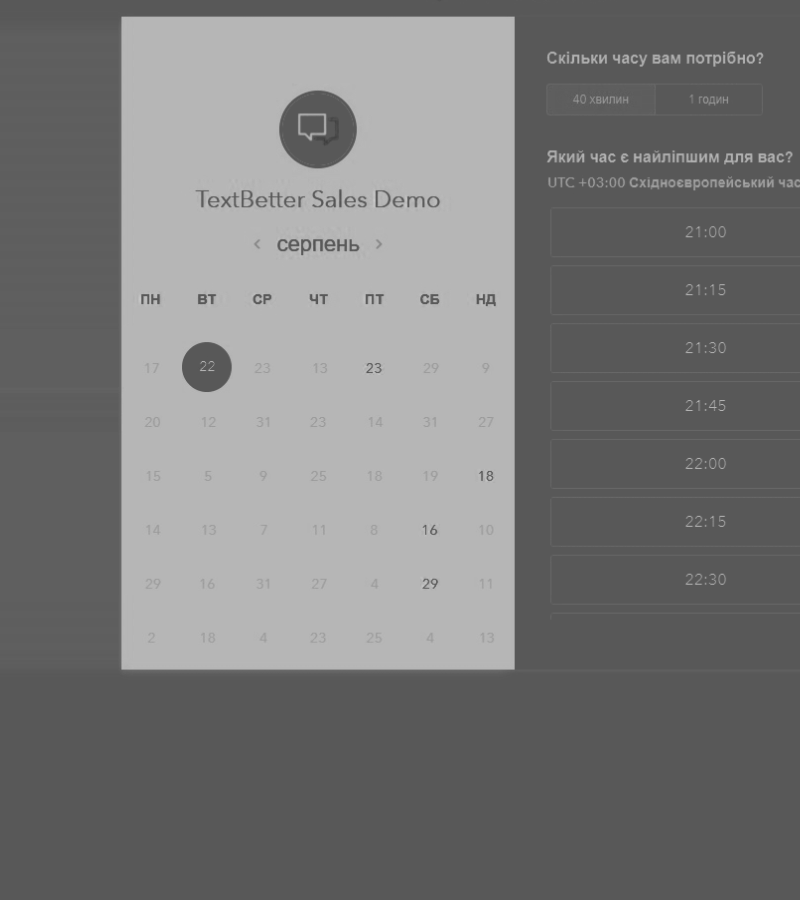 TextBetter Sales Demo
серпень
ПН ВТ СР ЧТ ПТ СБ НД
17 22 23 13 23 29 9
20 12 31 23 14 31 27
15 5 9 25 18 19 18
14 13 7 11 8 16 10
29 16 31 27 4 29 11
2 18 4 23 25 4 13
Скільки часу вам потрібно?
40 хвилин 1 годин
Який час є найліпшим для вас?
UTC +03:00 Східноєвропейський час
21:00
21:15
21:30
21:45
22:00
22:15
22:30